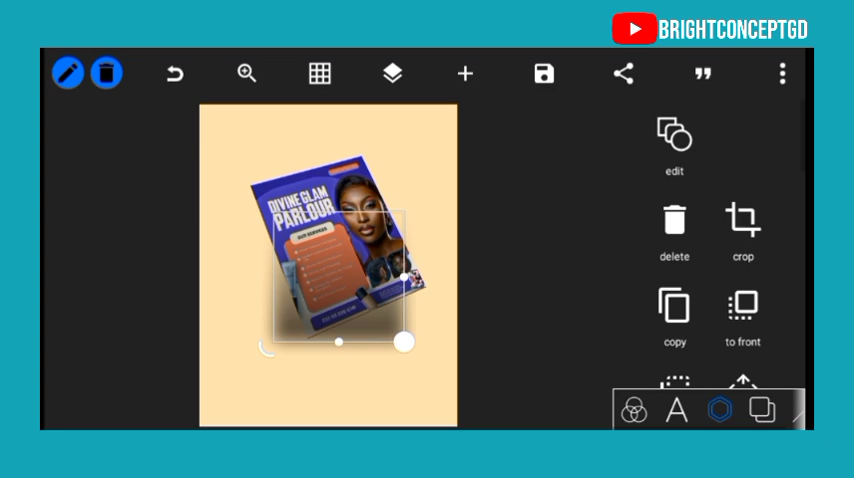 BRIGHTCONCEPTGD
DIVINE GLAM
PARLOUR
OUR SERVICES
edit
delete
crop
copy
to front